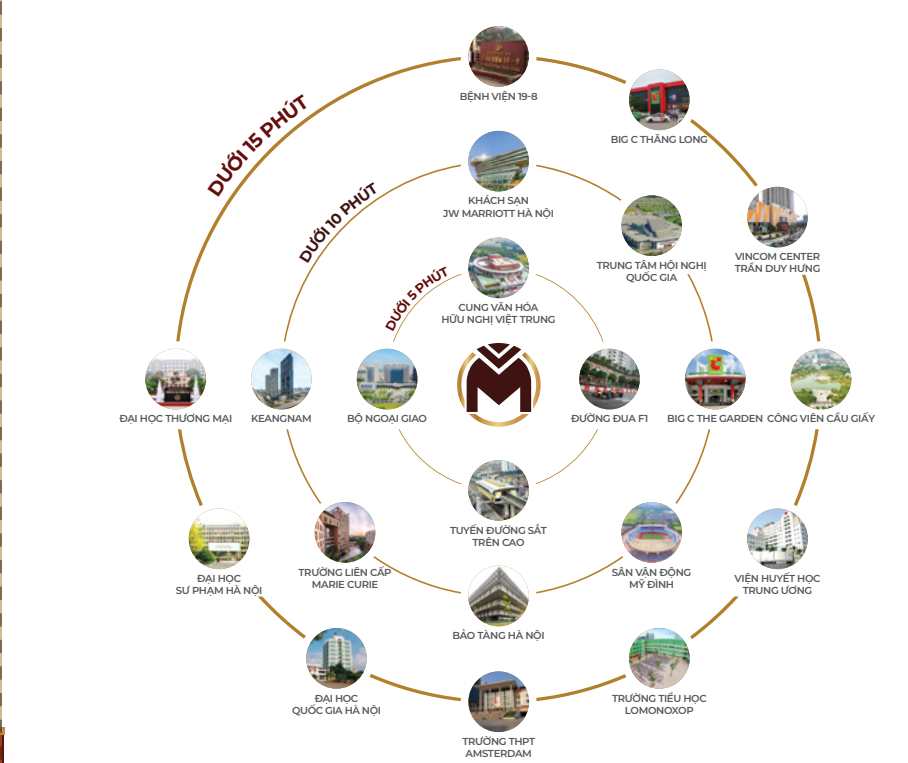 BỆNH VIỆN 19-8
DƯỚI 15 PHÚT
BIG C THĂNG LONG
DƯỚI 10 PHÚT
KHÁCH SẠN
JW MARRIOTT HÀ NỘI
VINCOM CENTER
TRẦN DUY HƯNG
TRUNG TÂM HỘI NGHỊ
QUỐC GIA
DƯỚI 5 PHÚT
CUNG VĂN HÓA
HỮU NGHỊ VIỆT TRUNG
ĐẠI HỌC THƯƠNG MẠI
KEANGNAM
BỘ NGOẠI GIAO
M
ĐƯỜNG ĐUA F1
BIG C THE GARDEN
CÔNG VIÊN CẦU GIẤY
TUYẾN ĐƯỜNG SẮT
TRÊN CAO
ĐẠI HỌC
SƯ PHẠM HÀ NỘI
TRƯỜNG LIÊN CẤP
MARIE CURIE
SÂN VẬN ĐỘNG
MỸ ĐÌNH
VIỆN HUYẾT HỌC
TRUNG ƯƠNG
BẢO TÀNG HÀ NỘI
ĐẠI HỌC
QUỐC GIA HÀ NỘI
TRƯỜNG TIỂU HỌC
LOMONOXOP
TRƯỜNG THPT
AMSTERDAM